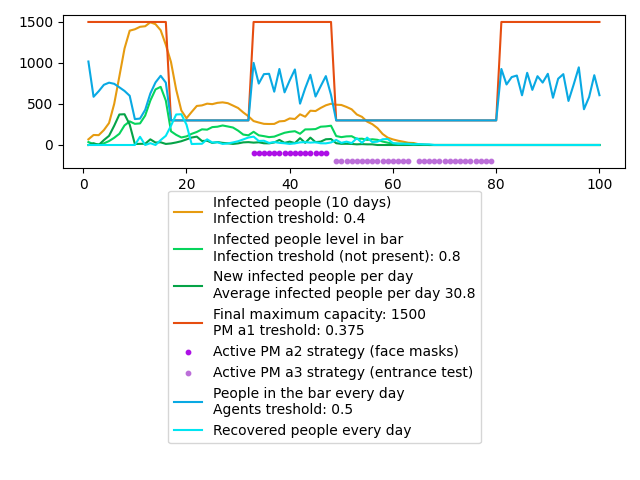 1500
1000
500
0
0
20
40
60
80
100
Infected people (10 days)
Infection treshold: 0.4
Infected people level in bar
Infection treshold (not present): 0.8
New infected people per day
Average infected people per day 30.8
Final maximum capacity: 1500
PM a1 treshold: 0.375
Active PM a2 strategy (face masks)
Active PM a3 strategy (entrance test)
People in the bar every day
Agents treshold: 0.5
Recovered people every day